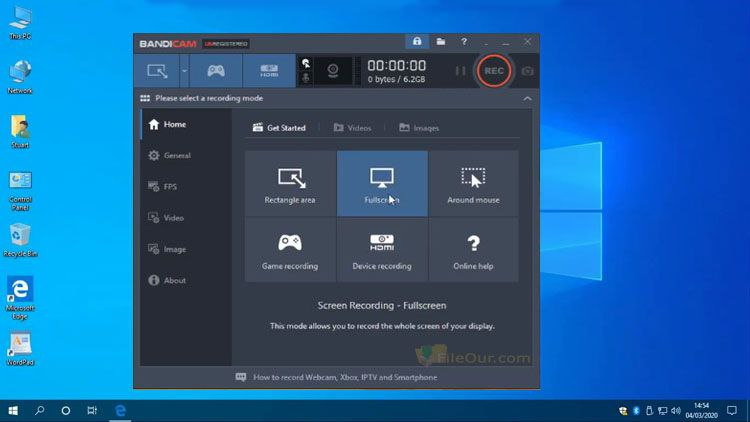 This PC
Network
Stuart
Control
Panel
Recycle Bin
Microsoft
Edge
WordPad
BANDICAM UNREGISTERED
?
HDMI
00:00:00
0 bytes / 6.2GB
REC
Please select a recording mode
Home
General
FPS
Video
Image
About
Get Started
Videos
Images
Rectangle area
Fullscreen
Around mouse
HDMI
?
Game recording
Device recording
Online help
Screen Recording - Fullscreen
This mode allows you to record the whole screen of your display.
FileOur.com
How to record Webcam, Xbox, IPTV and Smartphone
14:54
04/03/2020